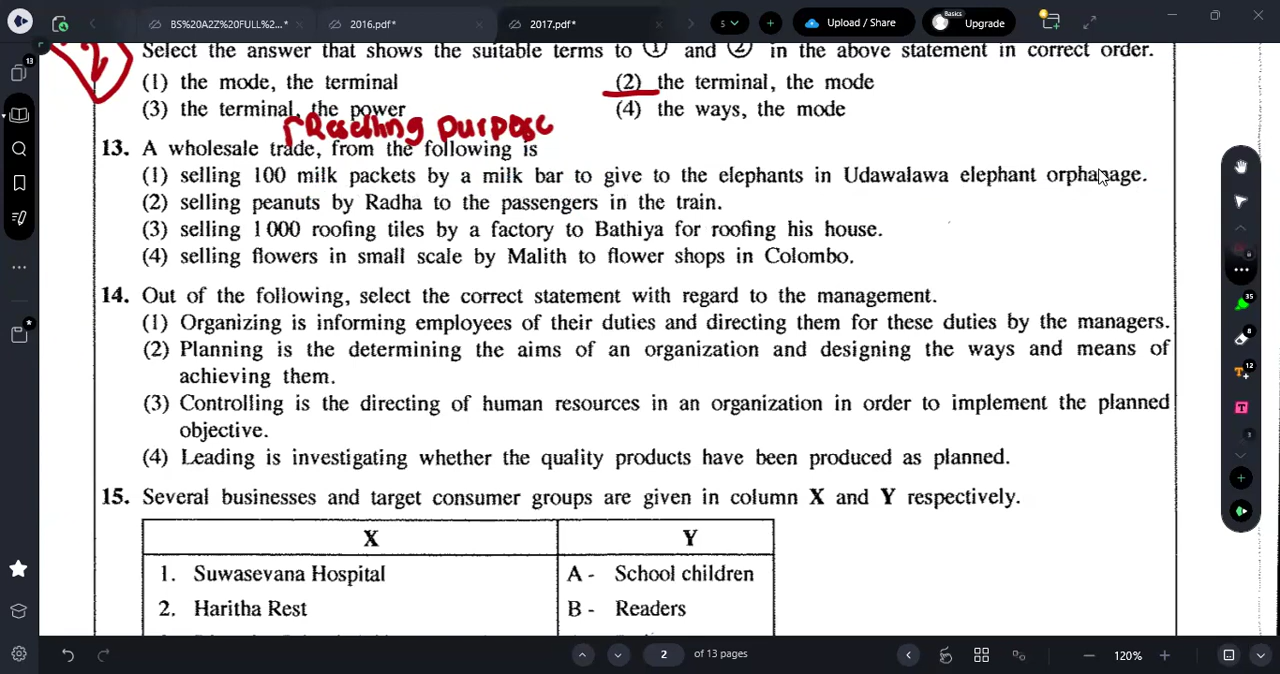 BS%20A2Z%20FULL%2...*
2016.pdf*
2017.pdf*
5
Upload / Share
Basics
Upgrade
Select the answer that shows the suitable terms to ① and ② in the above statement in correct order.
(1) the mode, the terminal
(2) the terminal, the mode
(3) the terminal, the power
(4) the ways, the mode
Reselling purpose
13. A wholesale trade, from the following is
(1) selling 100 milk packets by a milk bar to give to the elephants in Udawalawa elephant orphanage.
(2) selling peanuts by Radha to the passengers in the train.
(3) selling 1000 roofing tiles by a factory to Bathiya for roofing his house.
(4) selling flowers in small scale by Malith to flower shops in Colombo.
14. Out of the following, select the correct statement with regard to the management.
(1) Organizing is informing employees of their duties and directing them for these duties by the managers.
(2) Planning is the determining the aims of an organization and designing the ways and means of
achieving them.
(3) Controlling is the directing of human resources in an organization in order to implement the planned
objective.
(4) Leading is investigating whether the quality products have been produced as planned.
15. Several businesses and target consumer groups are given in column X and Y respectively.
X Y
1. Suwasevana Hospital A - School children
2. Haritha Rest B - Readers
13
35
8
12
2 of 13 pages
120%